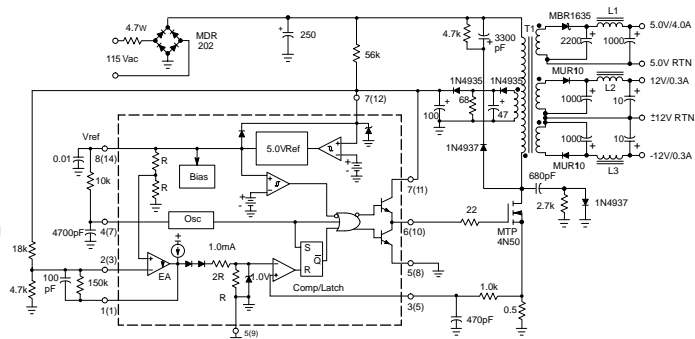 4.7W
MDR
202
115 Vac
250
56k
4.7k
3300
pF
T1
MBR1635
L1
5.0V/4.0A
2200
1000
5.0V RTN
1N4935
1N4935
68
100
47
MUR10
12V/0.3A
L2
1000
10
±12V RTN
1000
10
-12V/0.3A
MUR10
L3
1N4937
680pF
2.7k
1N4937
22
MTP
4N50
7(12)
Vref
0.01
8(14)
R
R
Bias
5.0VRef
+
-
+
-
7(11)
10k
4700pF
4(7)
Osc
6(10)
18k
4.7k
100
pF
150k
2(3)
1(1)
EA
+
-
1.0mA
2R
R
1.0V
S
Q
R
Comp/Latch
5(8)
3(5)
5(9)
1.0k
470pF
0.5